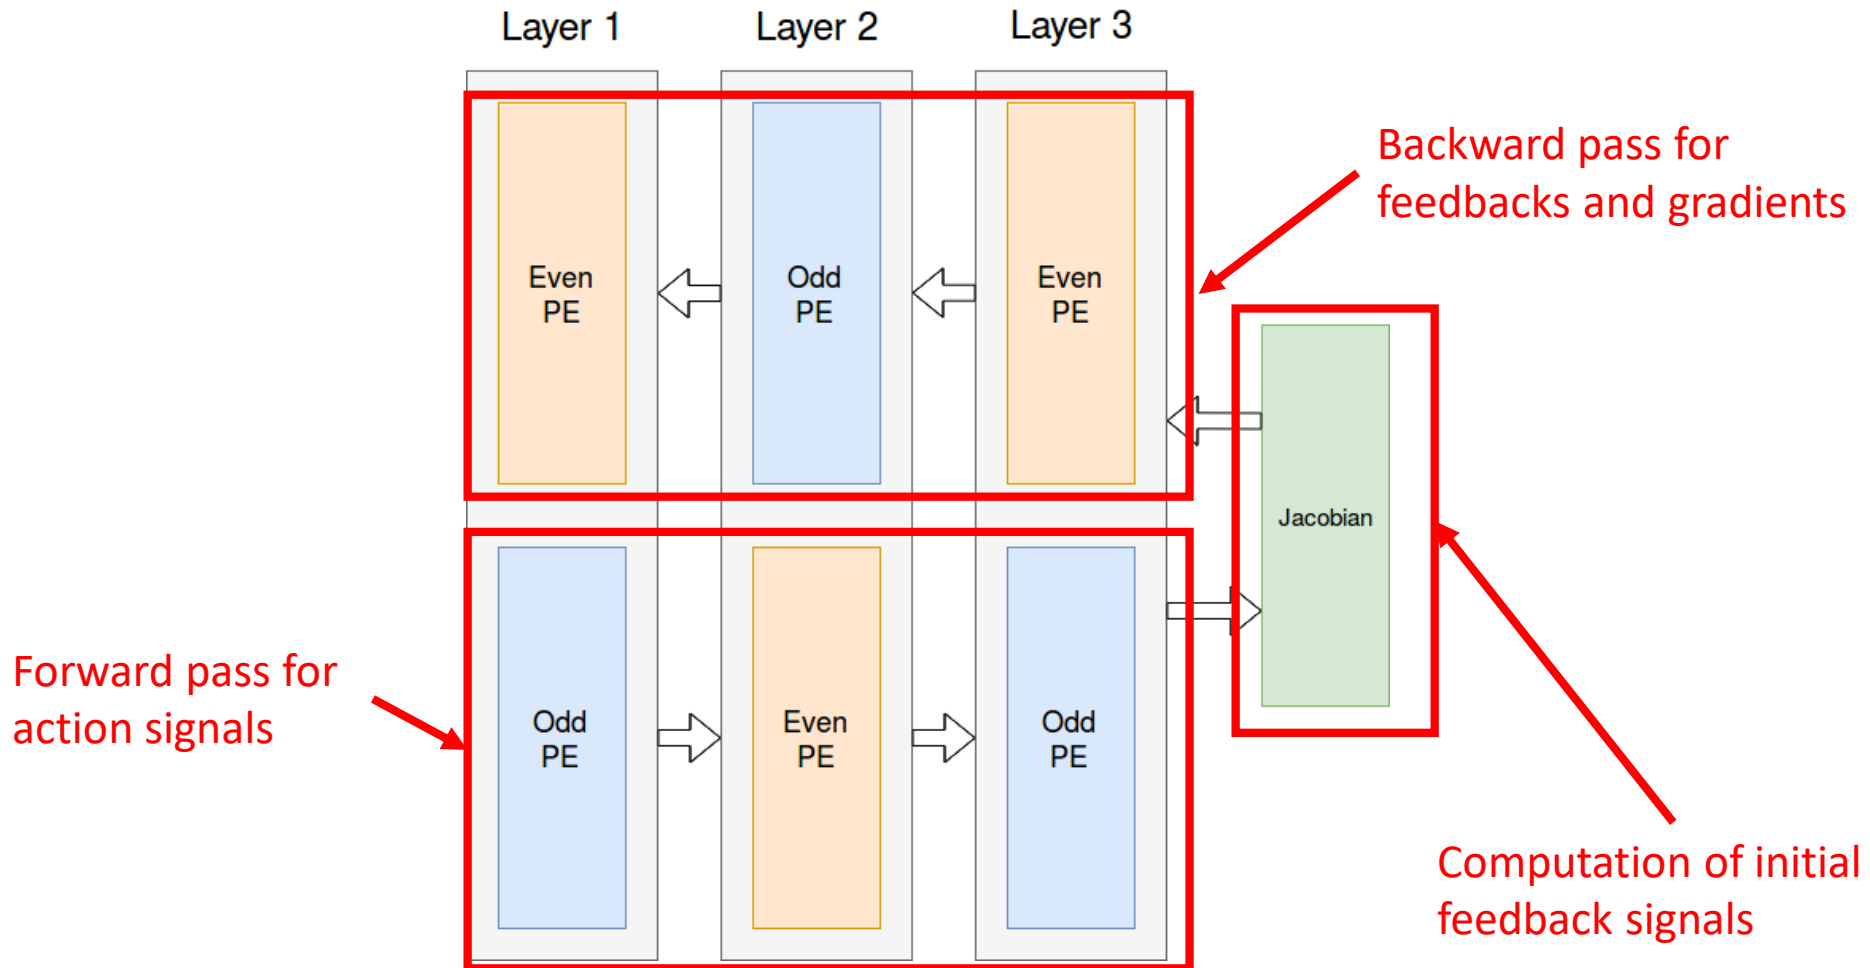 Layer 1
Layer 2
Layer 3
Backward pass for
feedbacks and gradients
Even
PE
Odd
PE
Even
PE
Jacobian
Forward pass for
action signals
Odd
PE
Even
PE
Odd
PE
Computation of initial
feedback signals